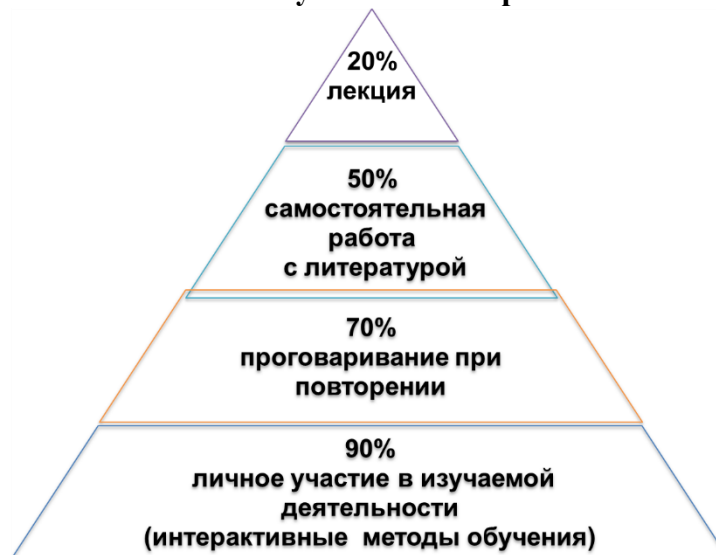 20%
лекция
50%
самостоятельная
работа
с литературой
70%
проговаривание при
повторении
90%
личное участие в изучаемой
деятельности
(интерактивные методы обучения)